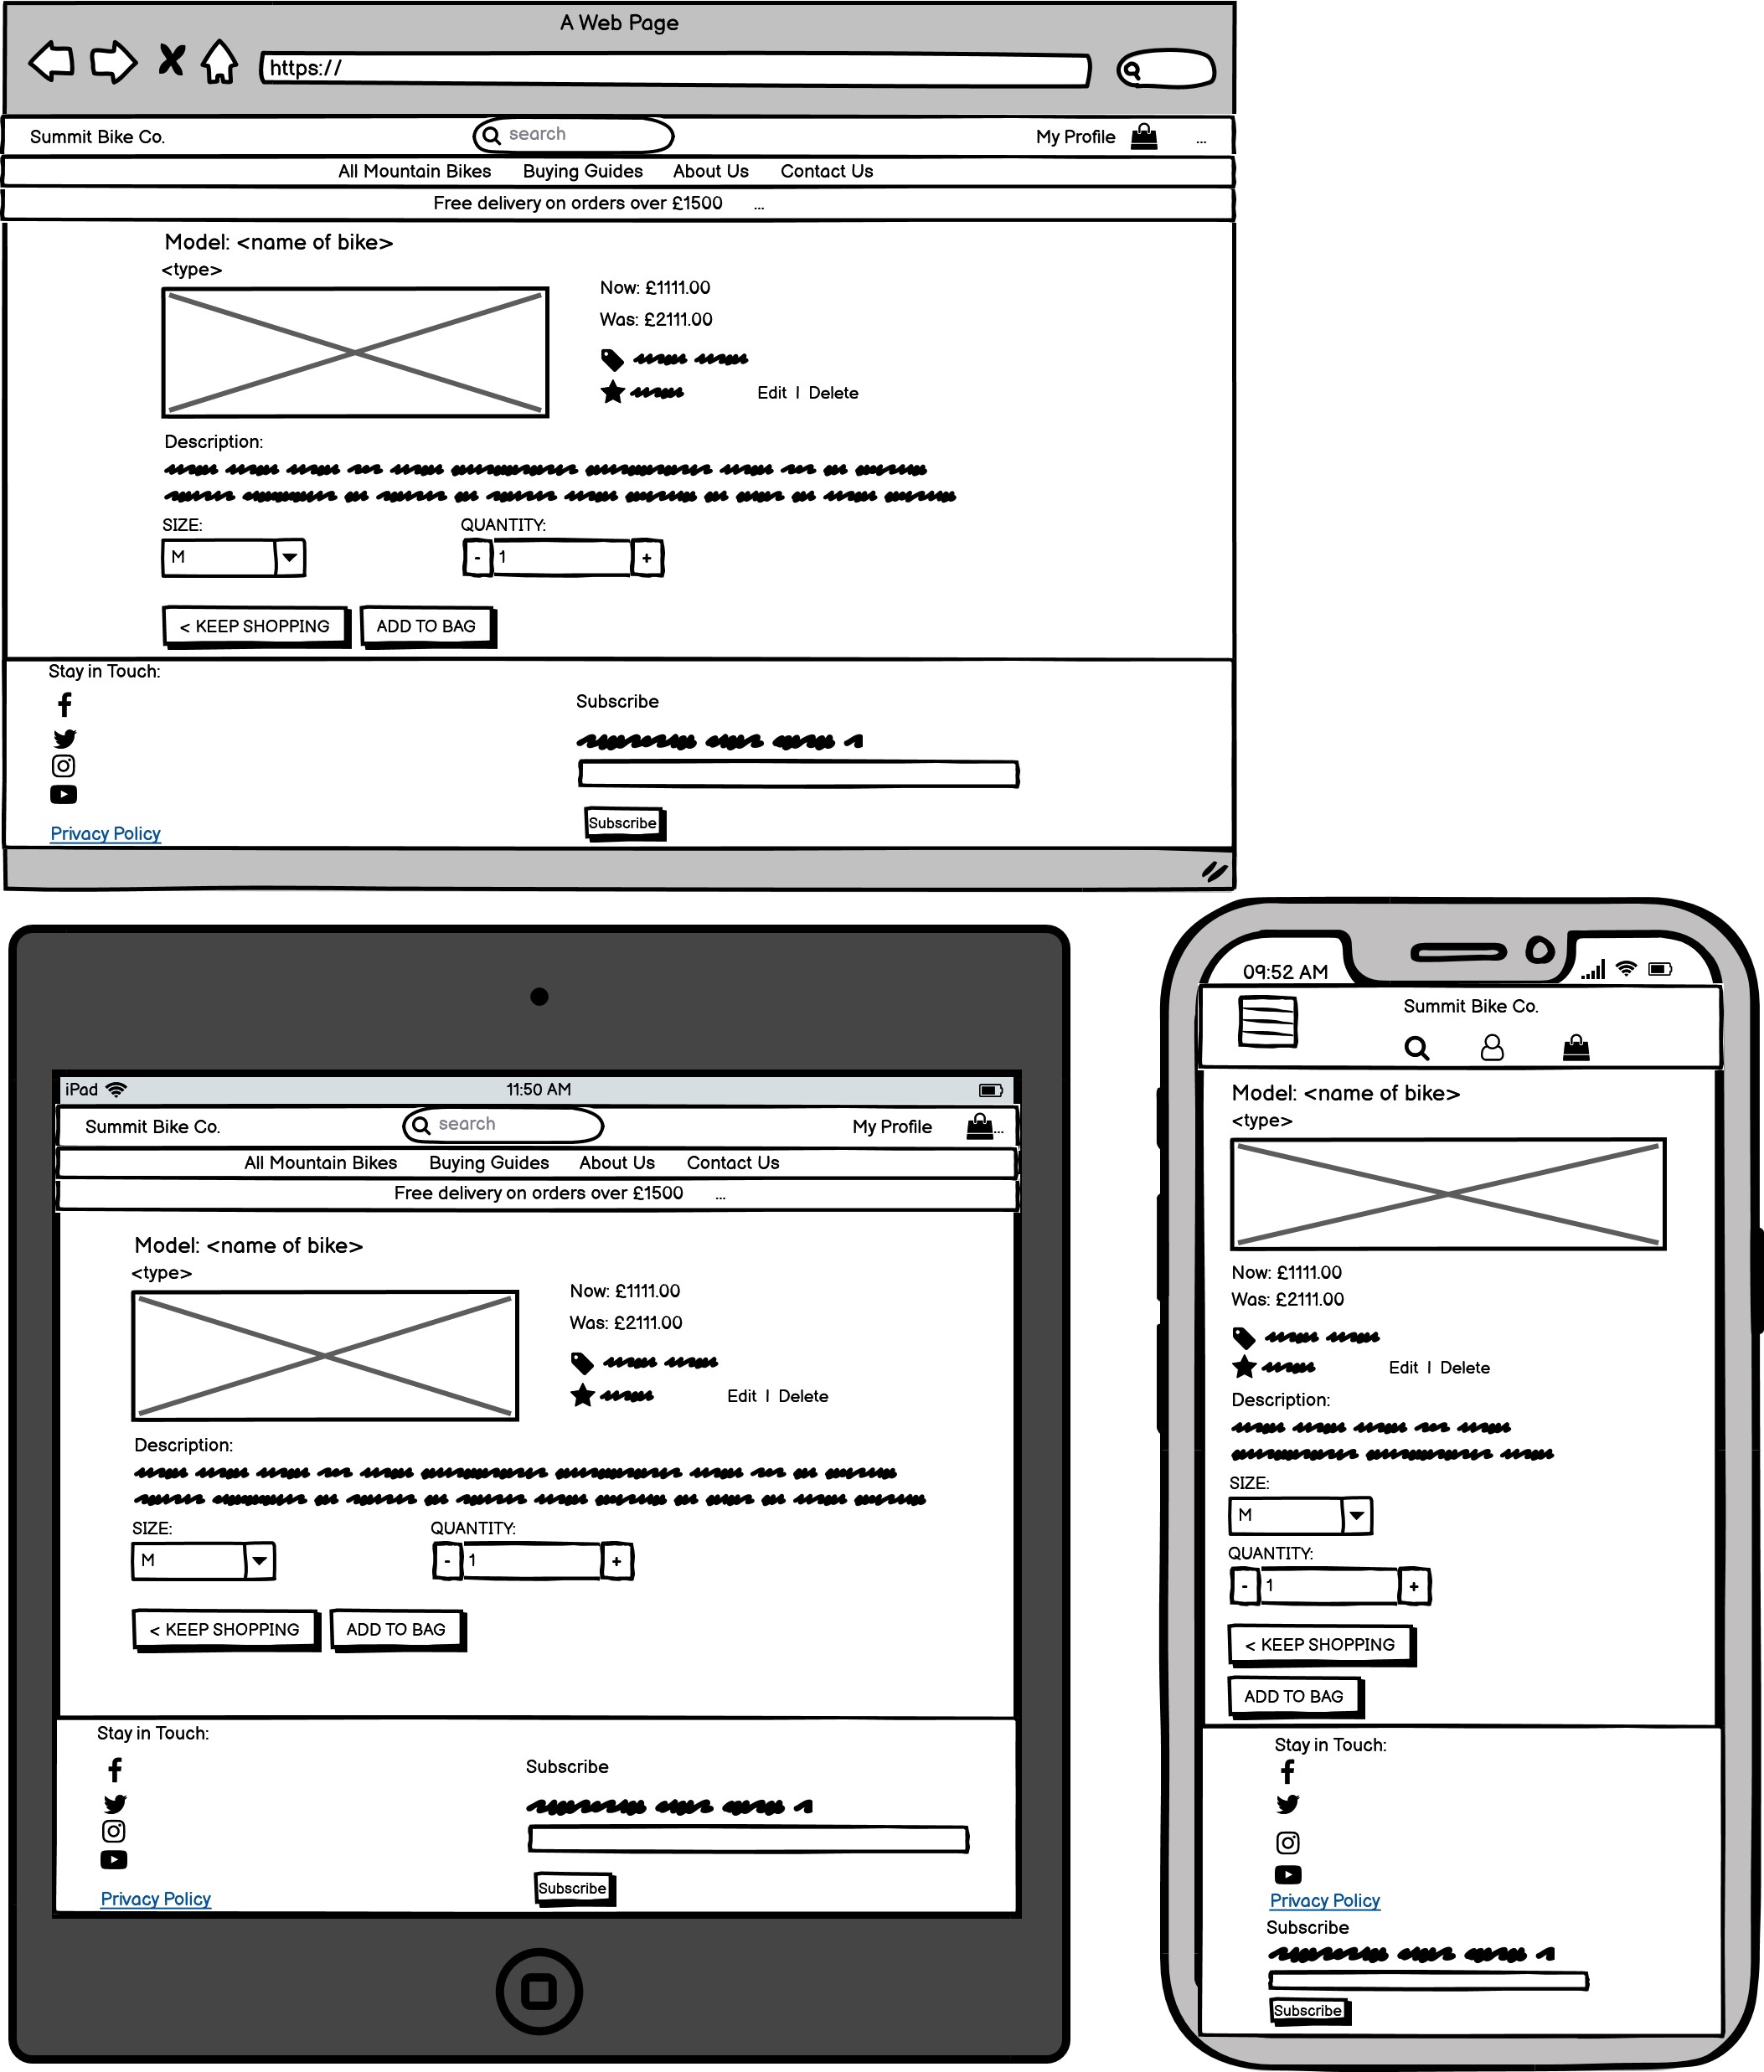 A Web Page
https://
Summit Bike Co. search My Profile ...
All Mountain Bikes Buying Guides About Us Contact Us
Free delivery on orders over £1500 ...
Model: <name of bike>
<type>
Now: £1111.00
Was: £2111.00
Edit | Delete
Description:
SIZE: QUANTITY:
M - 1 +
< KEEP SHOPPING ADD TO BAG
Stay in Touch:
Subscribe
Subscribe
Privacy Policy
iPad 11:50 AM
Summit Bike Co. search My Profile ...
All Mountain Bikes Buying Guides About Us Contact Us
Free delivery on orders over £1500 ...
Model: <name of bike>
<type>
Now: £1111.00
Was: £2111.00
Edit | Delete
Description:
SIZE: QUANTITY:
M - 1 +
< KEEP SHOPPING ADD TO BAG
Stay in Touch:
Subscribe
Subscribe
Privacy Policy
09:52 AM
Summit Bike Co.
Model: <name of bike>
<type>
Now: £1111.00
Was: £2111.00
Edit | Delete
Description:
SIZE:
M
QUANTITY:
- 1 +
< KEEP SHOPPING
ADD TO BAG
Stay in Touch:
Privacy Policy
Subscribe
Subscribe